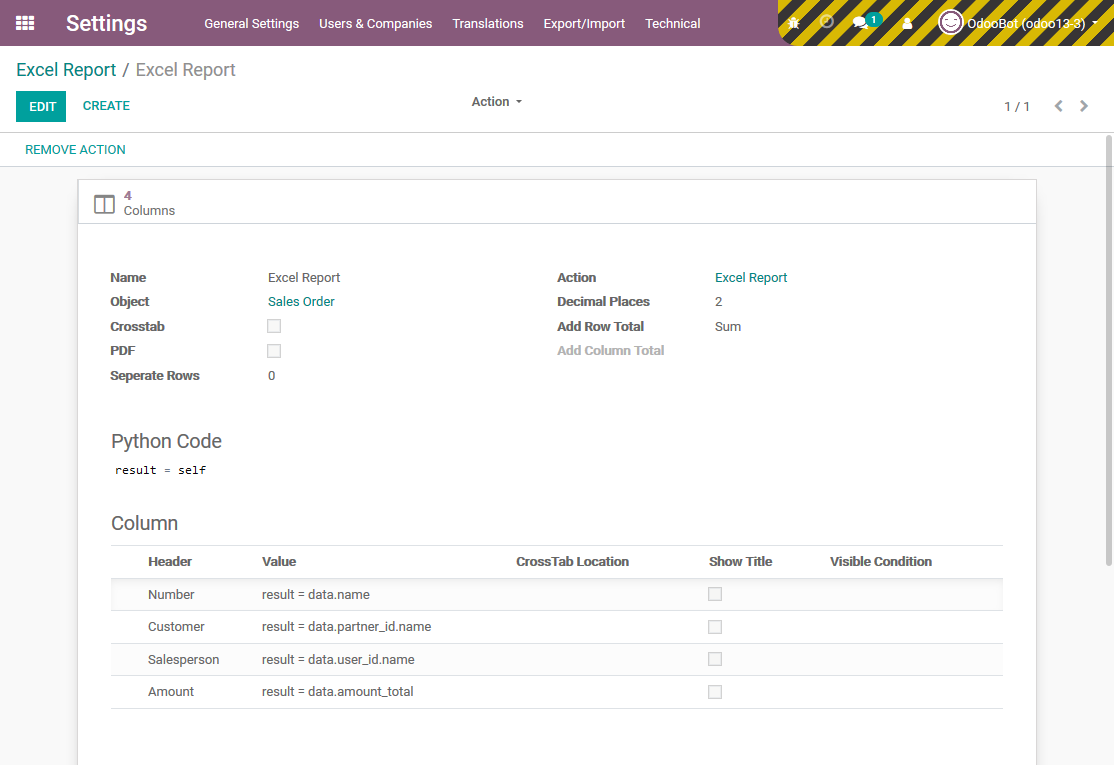 Settings General Settings Users & Companies Translations Export/Import Technical 1 OdooBot (odoo13-3)
Excel Report / Excel Report
EDIT CREATE Action 1 / 1
REMOVE ACTION
4
Columns
Name Excel Report Action Excel Report
Object Sales Order Decimal Places 2
Crosstab Add Row Total Sum
PDF Add Column Total
Seperate Rows 0
Python Code
result = self
Column
Header Value CrossTab Location Show Title Visible Condition
Number result = data.name
Customer result = data.partner_id.name
Salesperson result = data.user_id.name
Amount result = data.amount_total